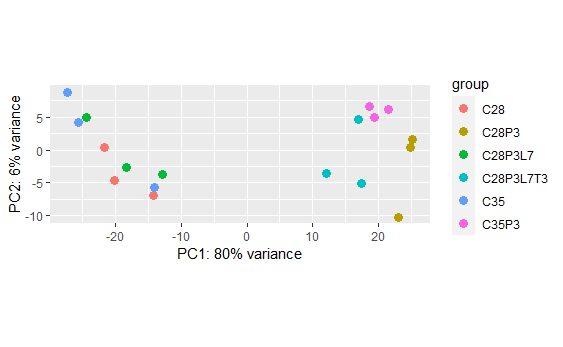 group
C28
C28P3
C28P3L7
C28P3L7T3
C35
C35P3
PC2: 6% variance
5
0
-5
-10
-20
-10
0
10
20
PC1: 80% variance